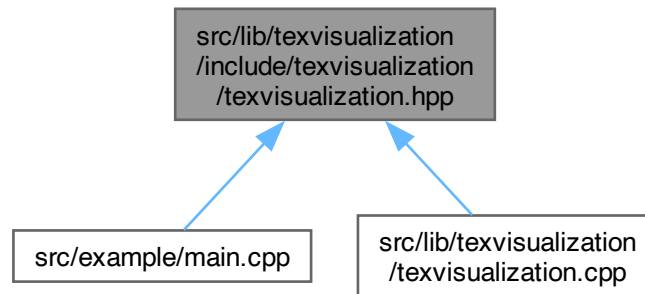 src/lib/texvisualization
/include/texvisualization
/texvisualization.hpp
src/example/main.cpp
src/lib/texvisualization
/texvisualization.cpp